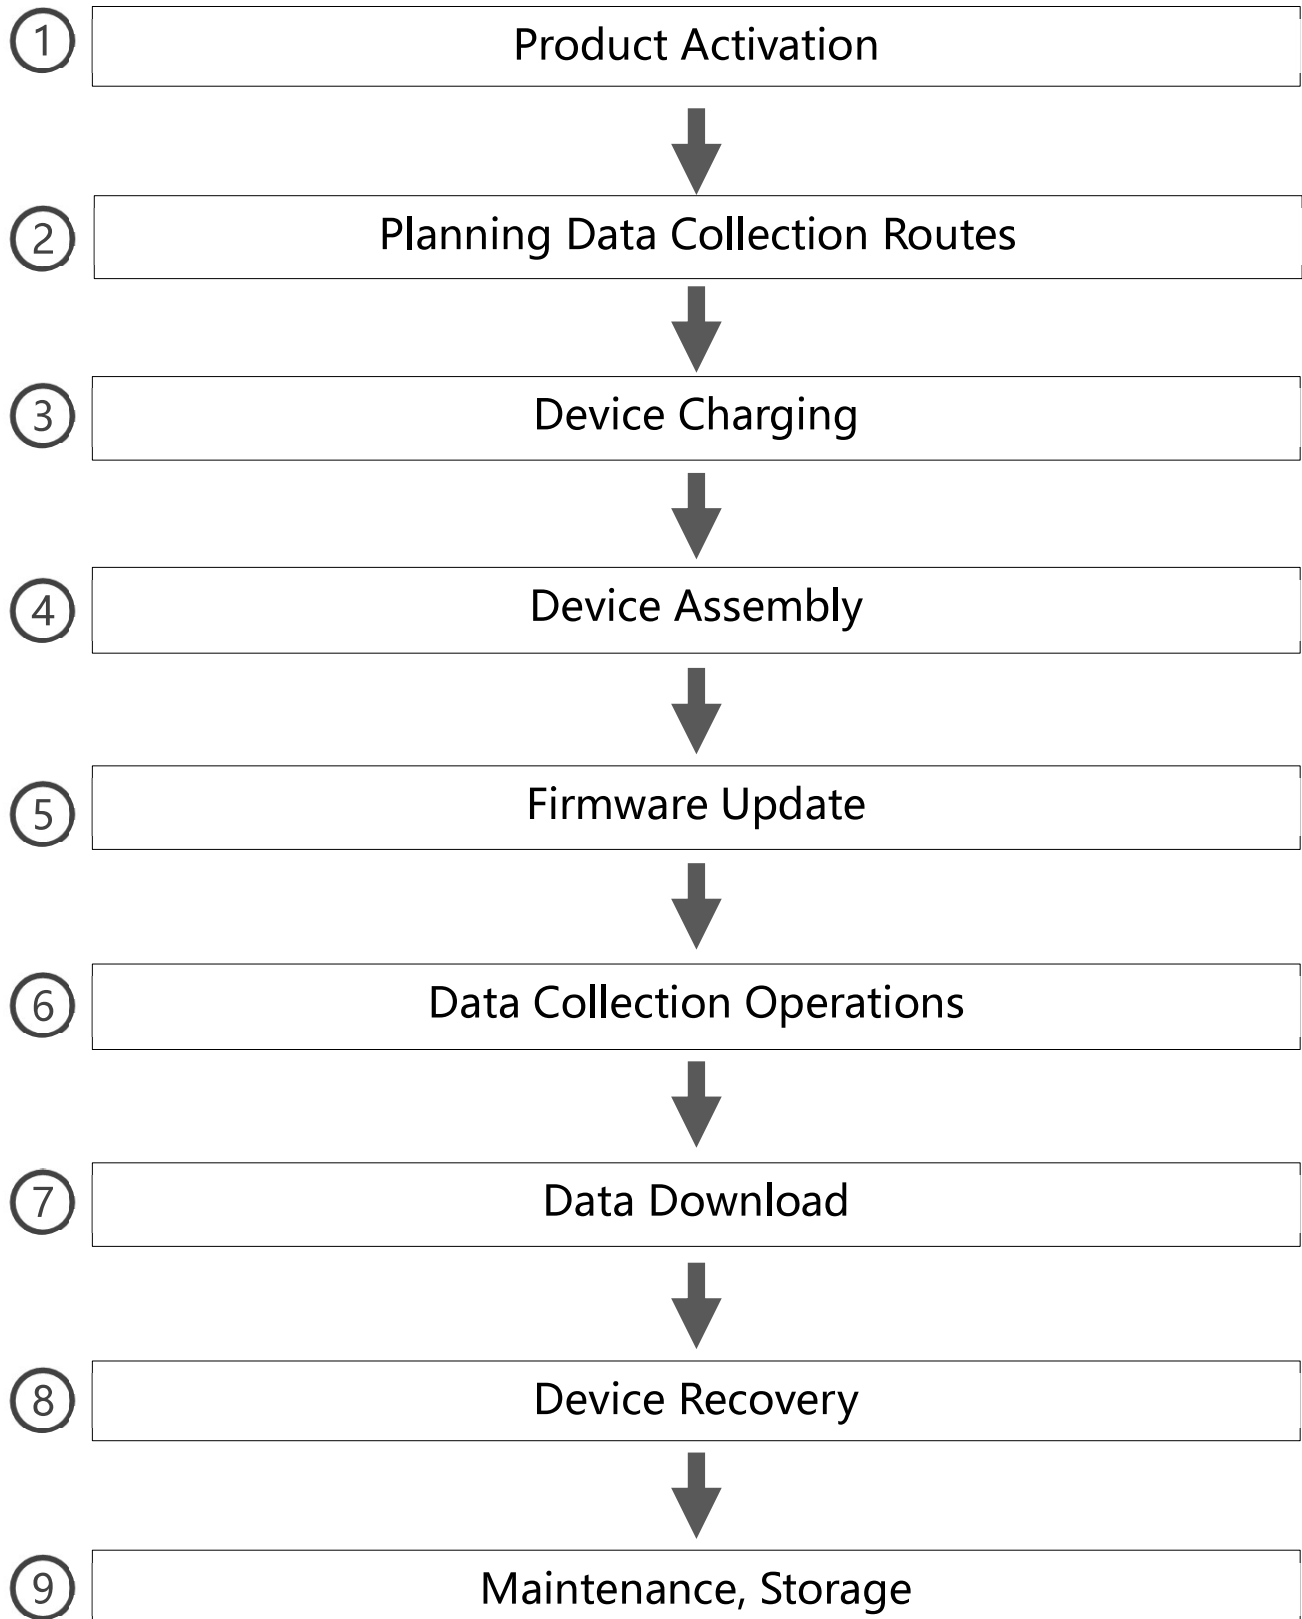 1 Product Activation
2 Planning Data Collection Routes
3 Device Charging
4 Device Assembly
5 Firmware Update
6 Data Collection Operations
7 Data Download
8 Device Recovery
9 Maintenance, Storage